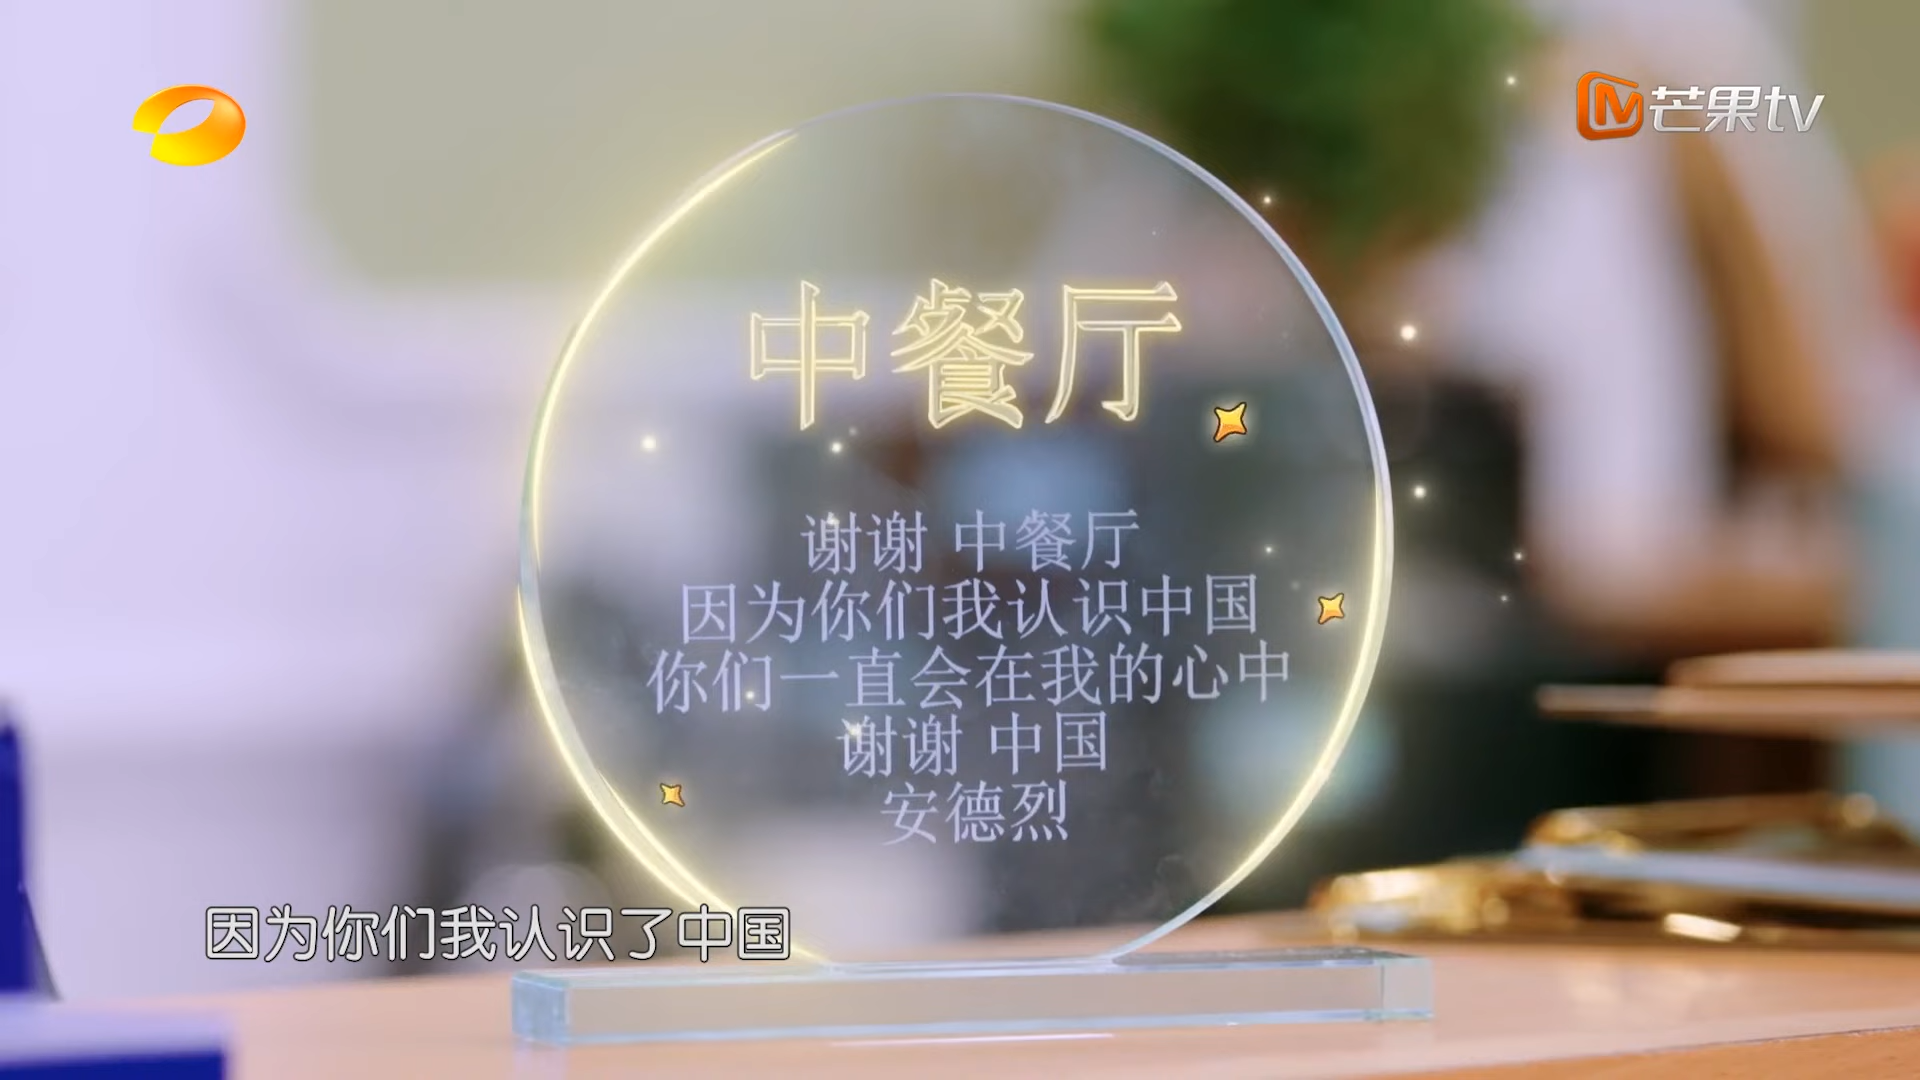 芒果tv
中餐厅
谢谢 中餐厅
因为你们我认识中国
你们一直会在我的心中
谢谢 中国
安德烈
因为你们我认识了中国